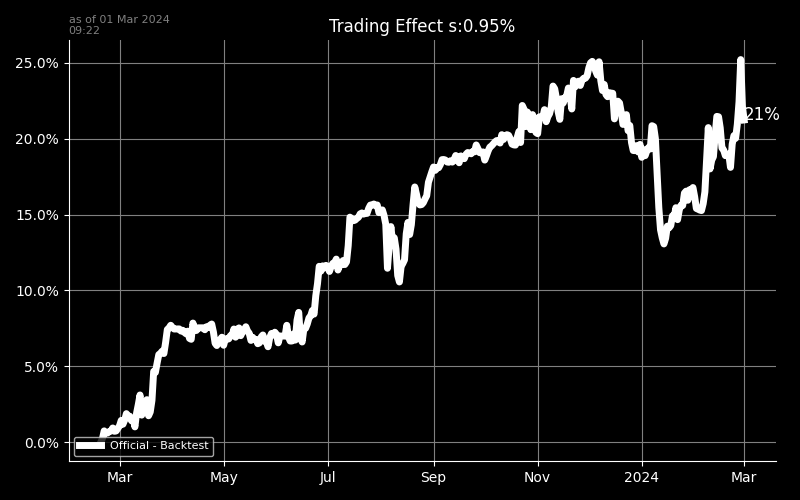 as of 01 Mar 2024
09:22
Trading Effect s:0.95%
25.0%
20.0%
15.0%
10.0%
5.0%
0.0%
21%
Official - Backtest
Mar May Jul Sep Nov 2024 Mar